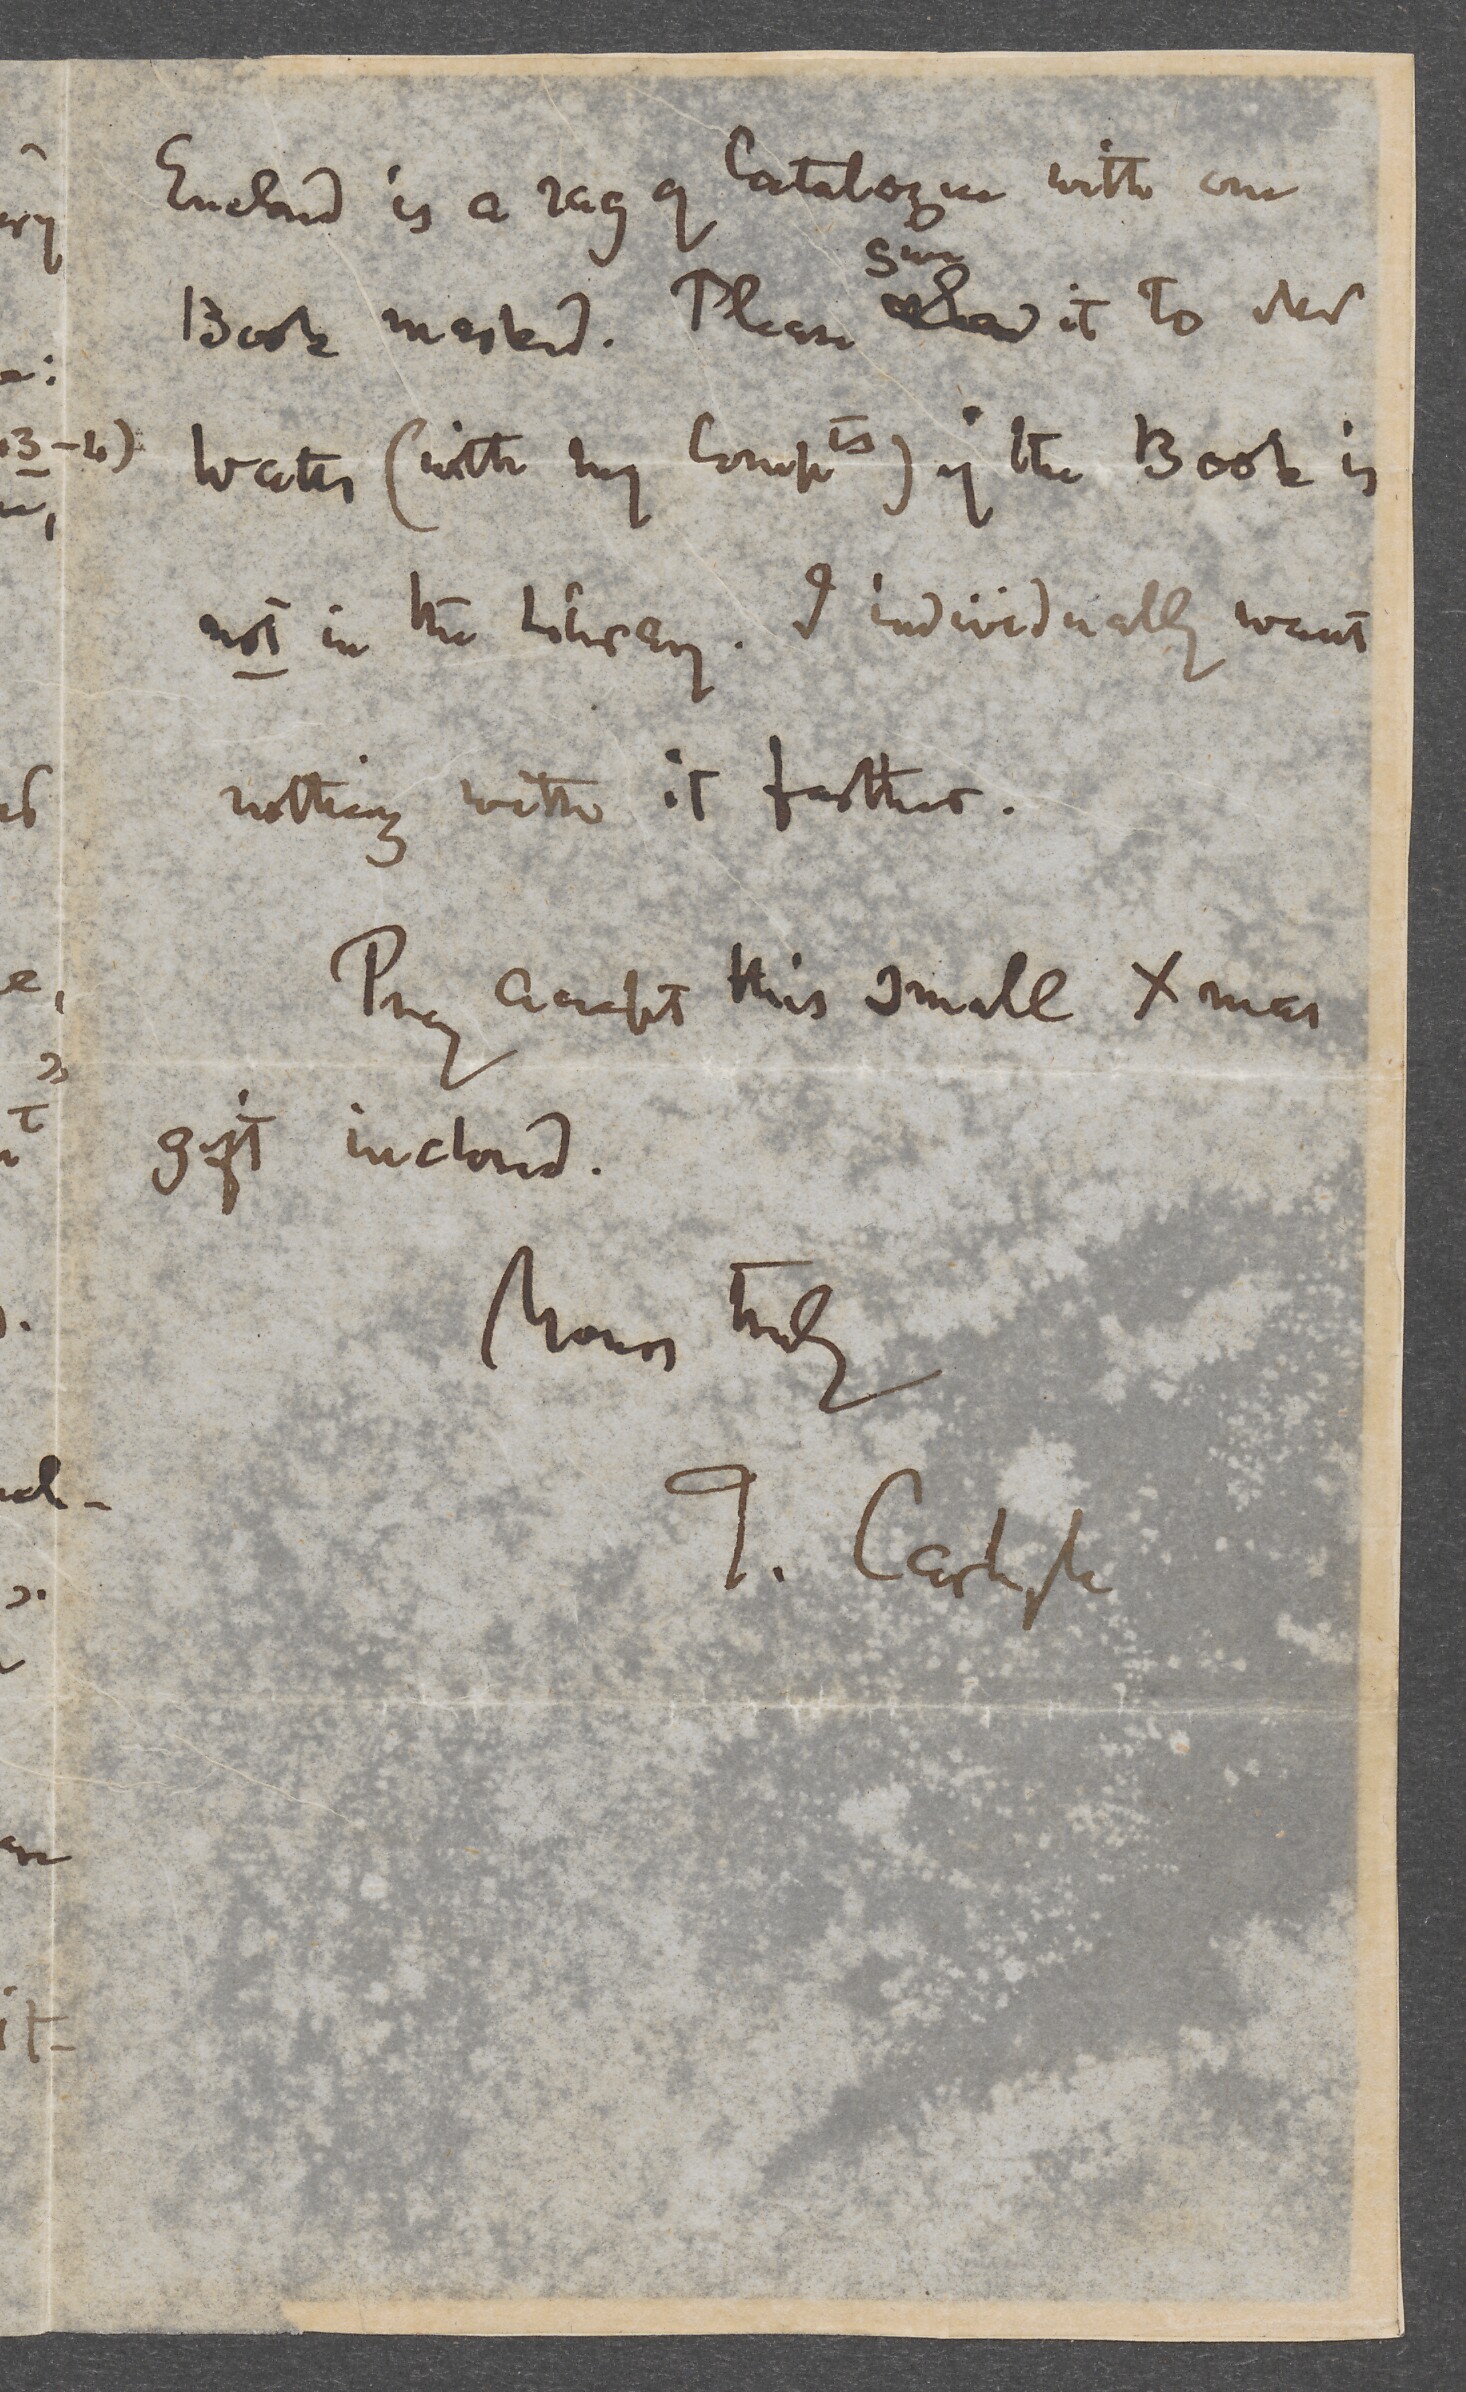 Enclosed is a rag of Catalogue with one
Book marked. Please it to
Watts (with my Compts) if the Book is
not in the Library. I individually want
nothing with it farther.
Pray accept this small Xmas
gift inclosed.
Yours truly
T. Carlyle